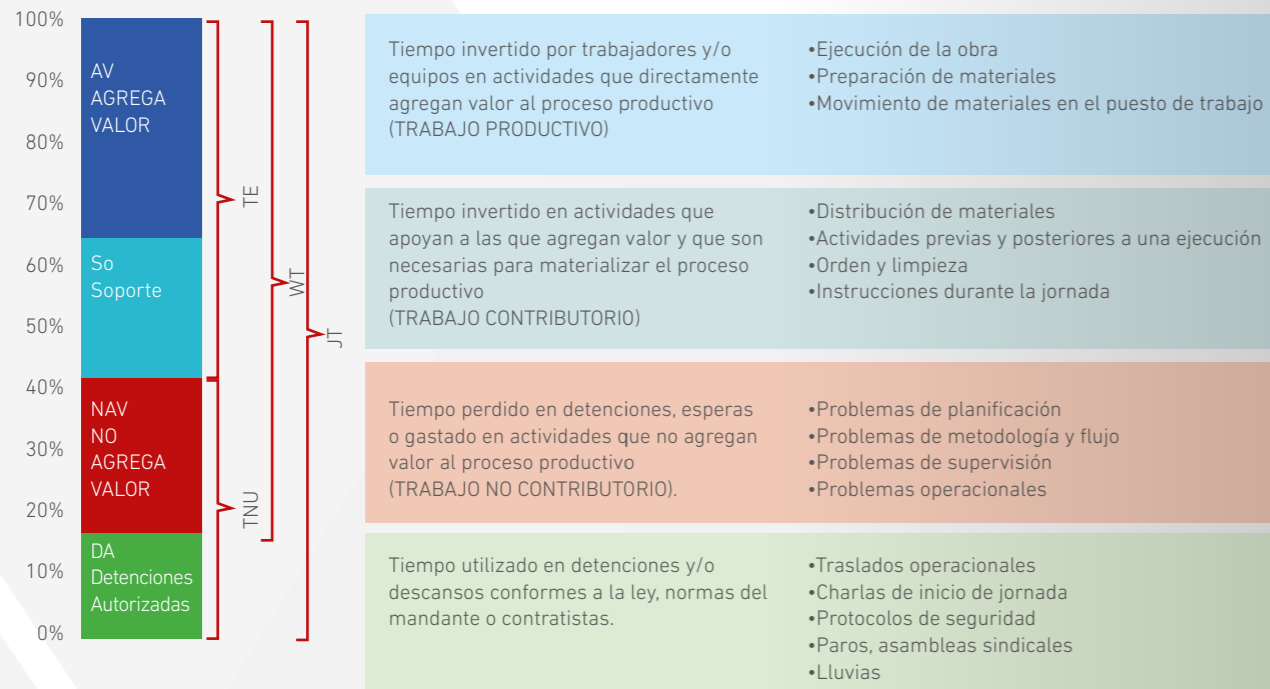 100%
90%
80%
70%
60%
50%
40%
30%
20%
10%
0%
AV
AGREGA
VALOR
So
Soporte
NAV
NO
AGREGA
VALOR
DA
Detenciones
Autorizadas
TE
TNU
WT
JT
Tiempo invertido por trabajadores y/o
equipos en actividades que directamente
agregan valor al proceso productivo
(TRABAJO PRODUCTIVO)
•Ejecución de la obra
•Preparación de materiales
•Movimiento de materiales en el puesto de trabajo
Tiempo invertido en actividades que
apoyan a las que agregan valor y que son
necesarias para materializar el proceso
productivo
(TRABAJO CONTRIBUTORIO)
•Distribución de materiales
•Actividades previas y posteriores a una ejecución
•Orden y limpieza
•Instrucciones durante la jornada
Tiempo perdido en detenciones, esperas
o gastado en actividades que no agregan
valor al proceso productivo
(TRABAJO NO CONTRIBUTORIO).
•Problemas de planificación
•Problemas de metodología y flujo
•Problemas de supervisión
•Problemas operacionales
Tiempo utilizado en detenciones y/o
descansos conformes a la ley, normas del
mandante o contratistas.
•Traslados operacionales
•Charlas de inicio de jornada
•Protocolos de seguridad
•Paros, asambleas sindicales
•Lluvias